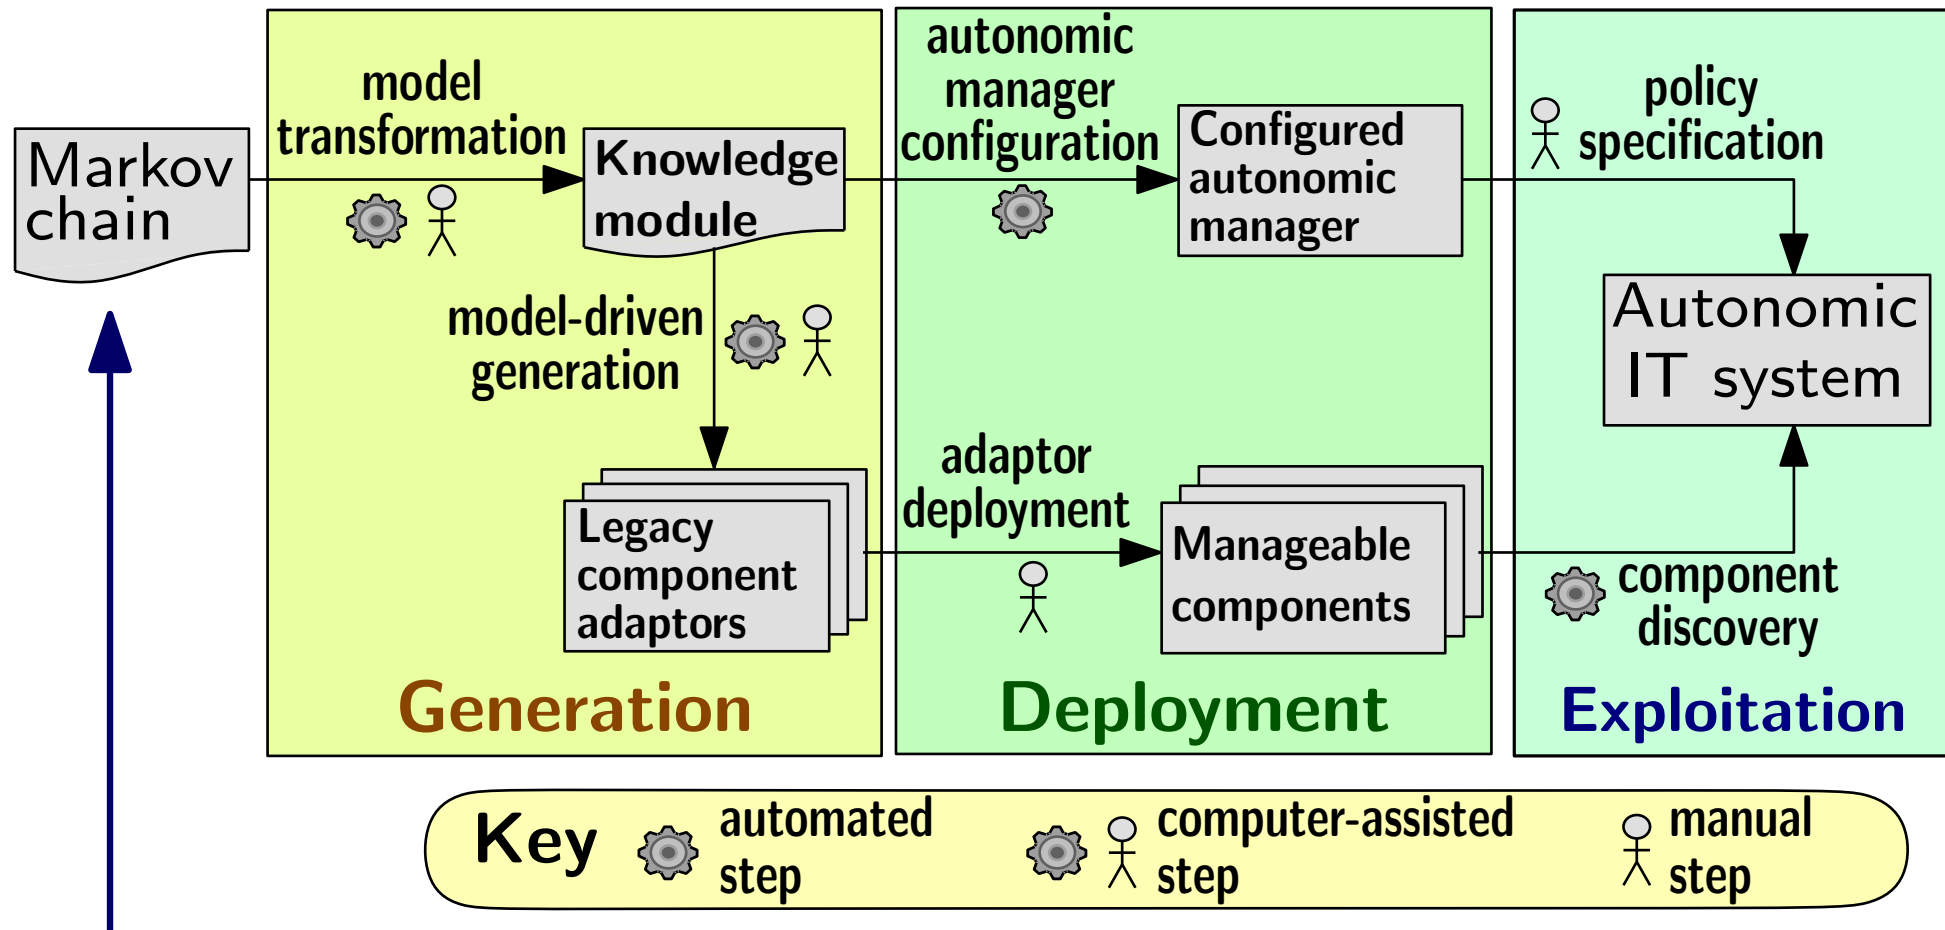 Markov
chain
model
transformation
Knowledge
module
model-driven
generation
Legacy
component
adaptors
Generation
autonomic
manager
configuration
Configured
autonomic
manager
adaptor
deployment
Manageable
components
Deployment
policy
specification
Autonomic
IT system
component
discovery
Exploitation
Key
automated
step
computer-assisted
step
manual
step